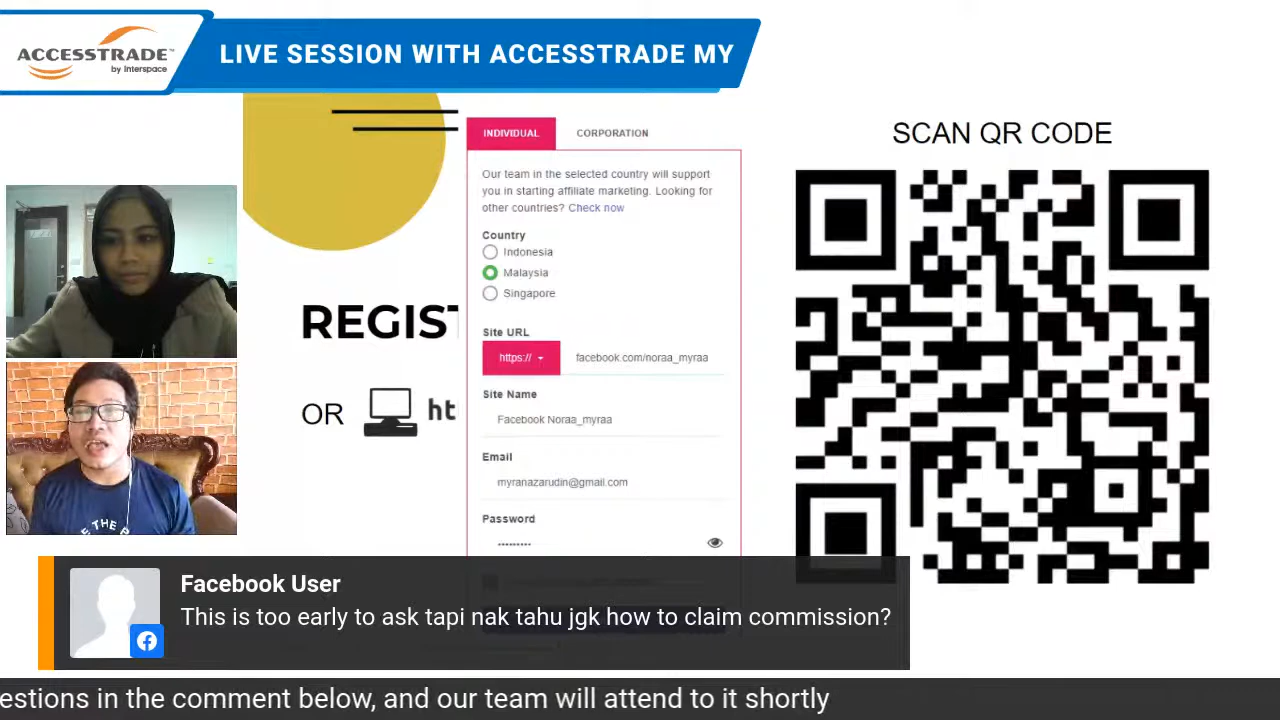 ACCESSTRADE
by Interspace
LIVE SESSION WITH ACCESSTRADE MY
INDIVIDUAL
CORPORATION
SCAN QR CODE
Our team in the selected country will support
you in starting affiliate marketing. Looking for
other countries? Check now
Country
Indonesia
Malaysia
Singapore
REGIST
Site URL
https://
facebook.com/noraa_myraa
Site Name
OR
ht
Facebook Noraa_myraa
Email
myranazarudin@gmail.com
Password
Facebook User
This is too early to ask tapi nak tahu jgk how to claim commission?
estions in the comment below, and our team will attend to it shortly